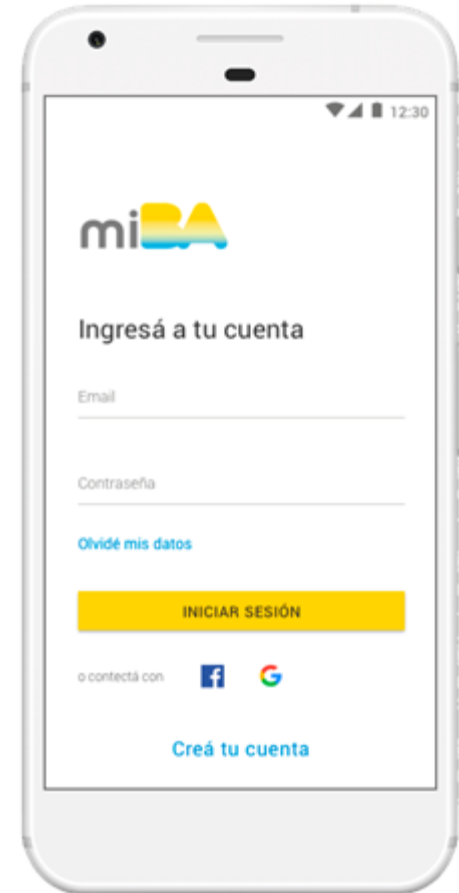 12:30
miBA
Ingresá a tu cuenta
Email
Contraseña
Olvidé mis datos
INICIAR SESIÓN
o contectá con
Creá tu cuenta